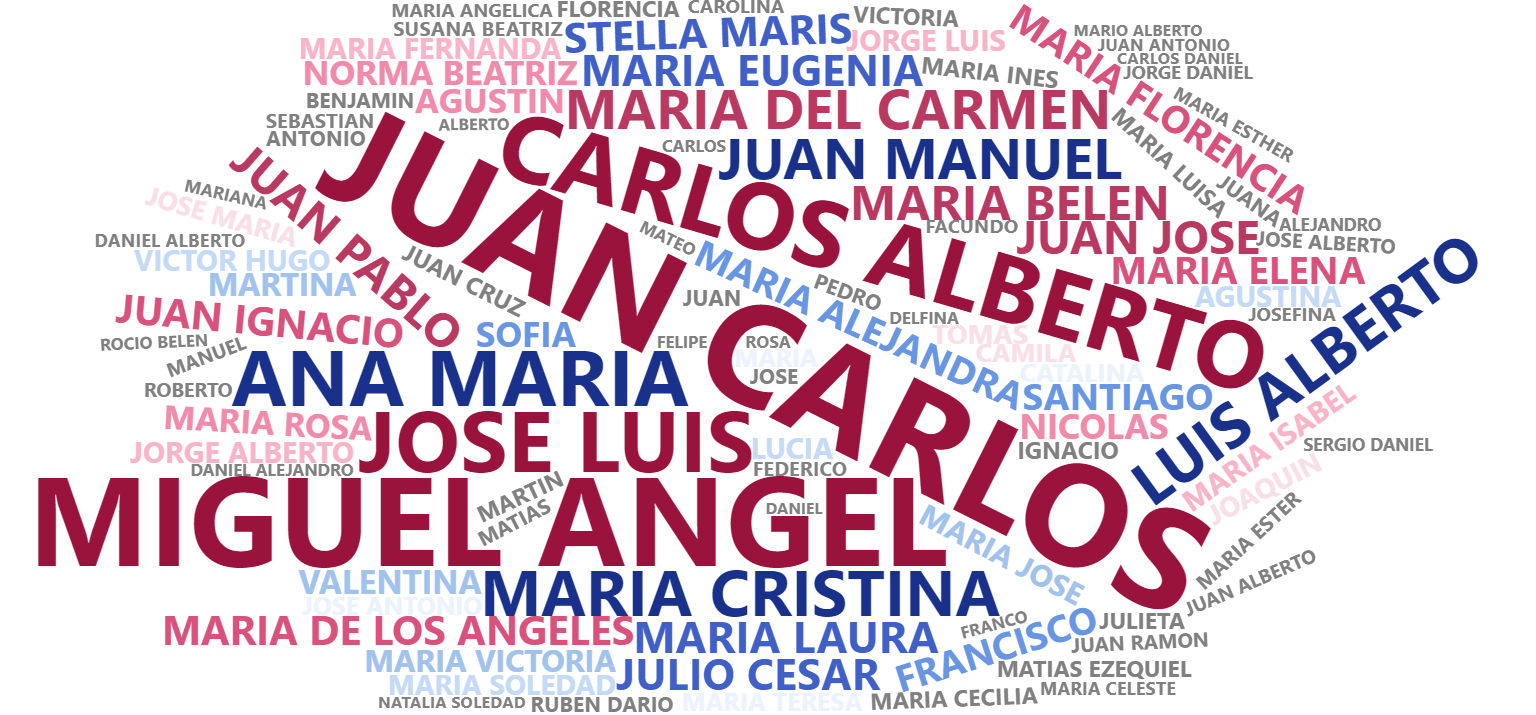 MARIA ANGELICA
FLORENCIA
CAROLINA
VICTORIA
SUSANA BEATRIZ
STELLA MARIS
JORGE LUIS
MARIA FLORENCIA
MARIO ALBERTO
JUAN ANTONIO
CARLOS DANIEL
JORGE DANIEL
MARIA FERNANDA
NORMA BEATRIZ
MARIA EUGENIA
MARIA INES
MARIA ESTHER
BENJAMIN
AGUSTIN
MARIA DEL CARMEN
MARIA LUISA
SEBASTIAN
ANTONIO
ALBERTO
CARLOS
JUAN MANUEL
CARLOS ALBERTO
JUAN CARLOS
JUAN PABLO
MARIANA
JOSE MARIA
MARIA BELEN
JUANA
ALEJANDRO
FACUNDO
JUAN JOSE
JOSE ALBERTO
DANIEL ALBERTO
VICTOR HUGO
MARTINA
JUAN CRUZ
MATEO
MARIA ALEJANDRA
JUAN
PEDRO
DELFINA
MARIA ELENA
AGUSTINA
JOSEFINA
LUIS ALBERTO
JUAN IGNACIO
SOFIA
TOMAS
CAMILA
CATALINA
ROCIO BELEN
MANUEL
FELIPE
ROSA
MARIA
JOSE
ROBERTO
ANA MARIA
SANTIAGO
MARIA ROSA
JOSE LUIS
NICOLAS
MARIA ISABEL
JORGE ALBERTO
LUCIA
IGNACIO
SERGIO DANIEL
DANIEL ALEJANDRO
FEDERICO
JOAQUIN
MIGUEL ANGEL
MARTIN
MATIAS
DANIEL
MARIA JOSE
MARIA ESTER
JUAN ALBERTO
VALENTINA
MARIA CRISTINA
JOSE ANTONIO
MARIA DE LOS ANGELES
MARIA LAURA
FRANCO
FRANCISCO
JULIETA
JUAN RAMON
MARIA VICTORIA
JULIO CESAR
MATIAS EZEQUIEL
MARIA SOLEDAD
MARIA CELESTE
NATALIA SOLEDAD
RUBEN DARIO
MARIA TERESA
MARIA CECILIA